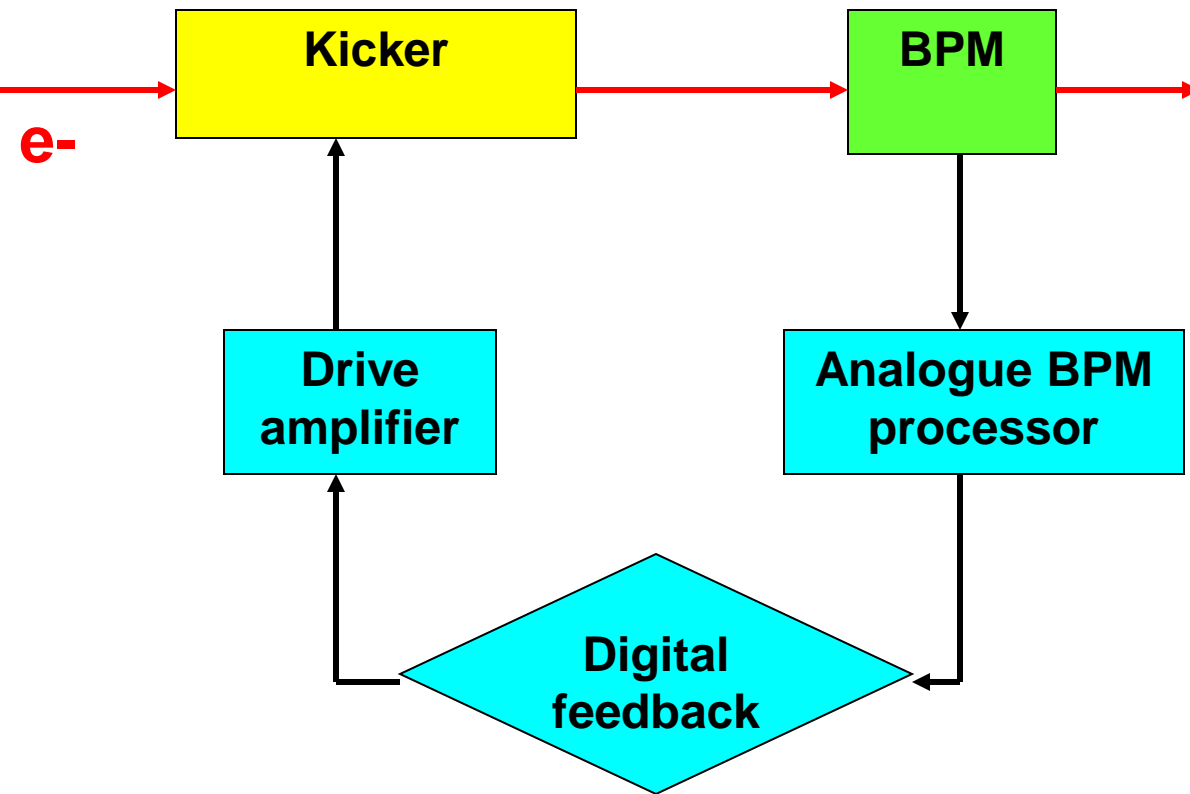 Kicker
BPM
e-
Drive
amplifier
Analogue BPM
processor
Digital
feedback